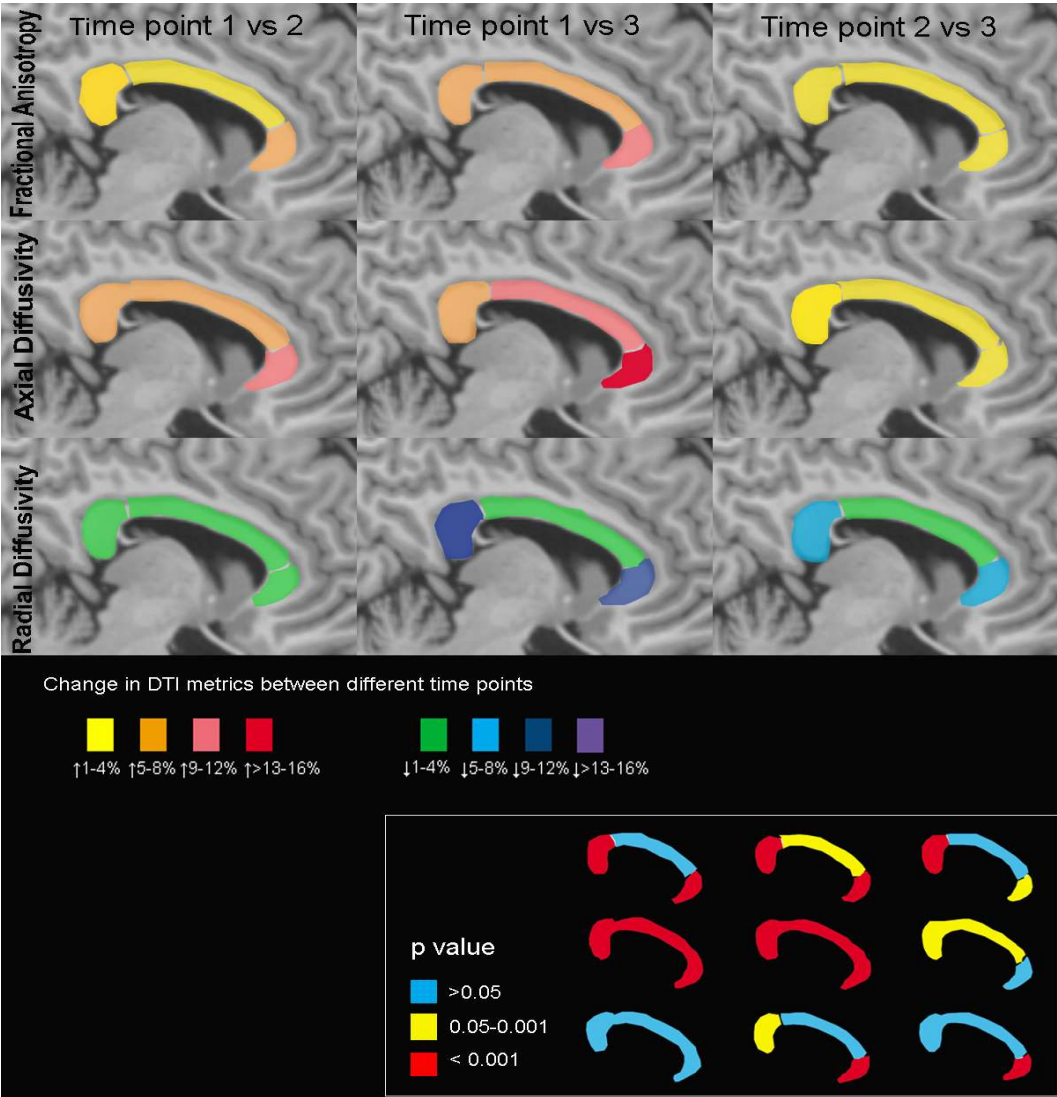 Time point 1 vs 2
Time point 1 vs 3
Time point 2 vs 3
Fractional Anisotropy
Axial Diffusivity
Radial Diffusivity
Change in DTI metrics between different time points
↑1-4% ↑5-8% ↑9-12% ↑>13-16%
↓1-4% ↓5-8% ↓9-12% ↓>13-16%
p value
>0.05
0.05-0.001
< 0.001